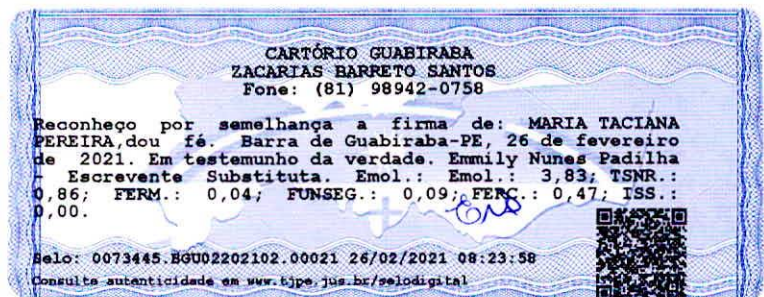 CARTÓRIO GUABIRABA
ZACARIAS BARRETO SANTOS
Fone: (81) 98942-0758
Reconheço por semelhança a firma de: MARIA TACIANA
PEREIRA,dou fé. Barra de Guabiraba-PE, 26 de fevereiro
de 2021. Em testemunho da verdade. Emmily Nunes Padilha
- Escrevente Substituta. Emol.: Emol.: 3,83; TSNR.:
0,86; FERM.: 0,04; FUNSEG.: 0,09; FERC.: 0,47; ISS.:
0,00.
Selo: 0073445.BGU02202102.00021 26/02/2021 08:23:58
Consulte autenticidade em www.tjpe.jus.br/selodigital